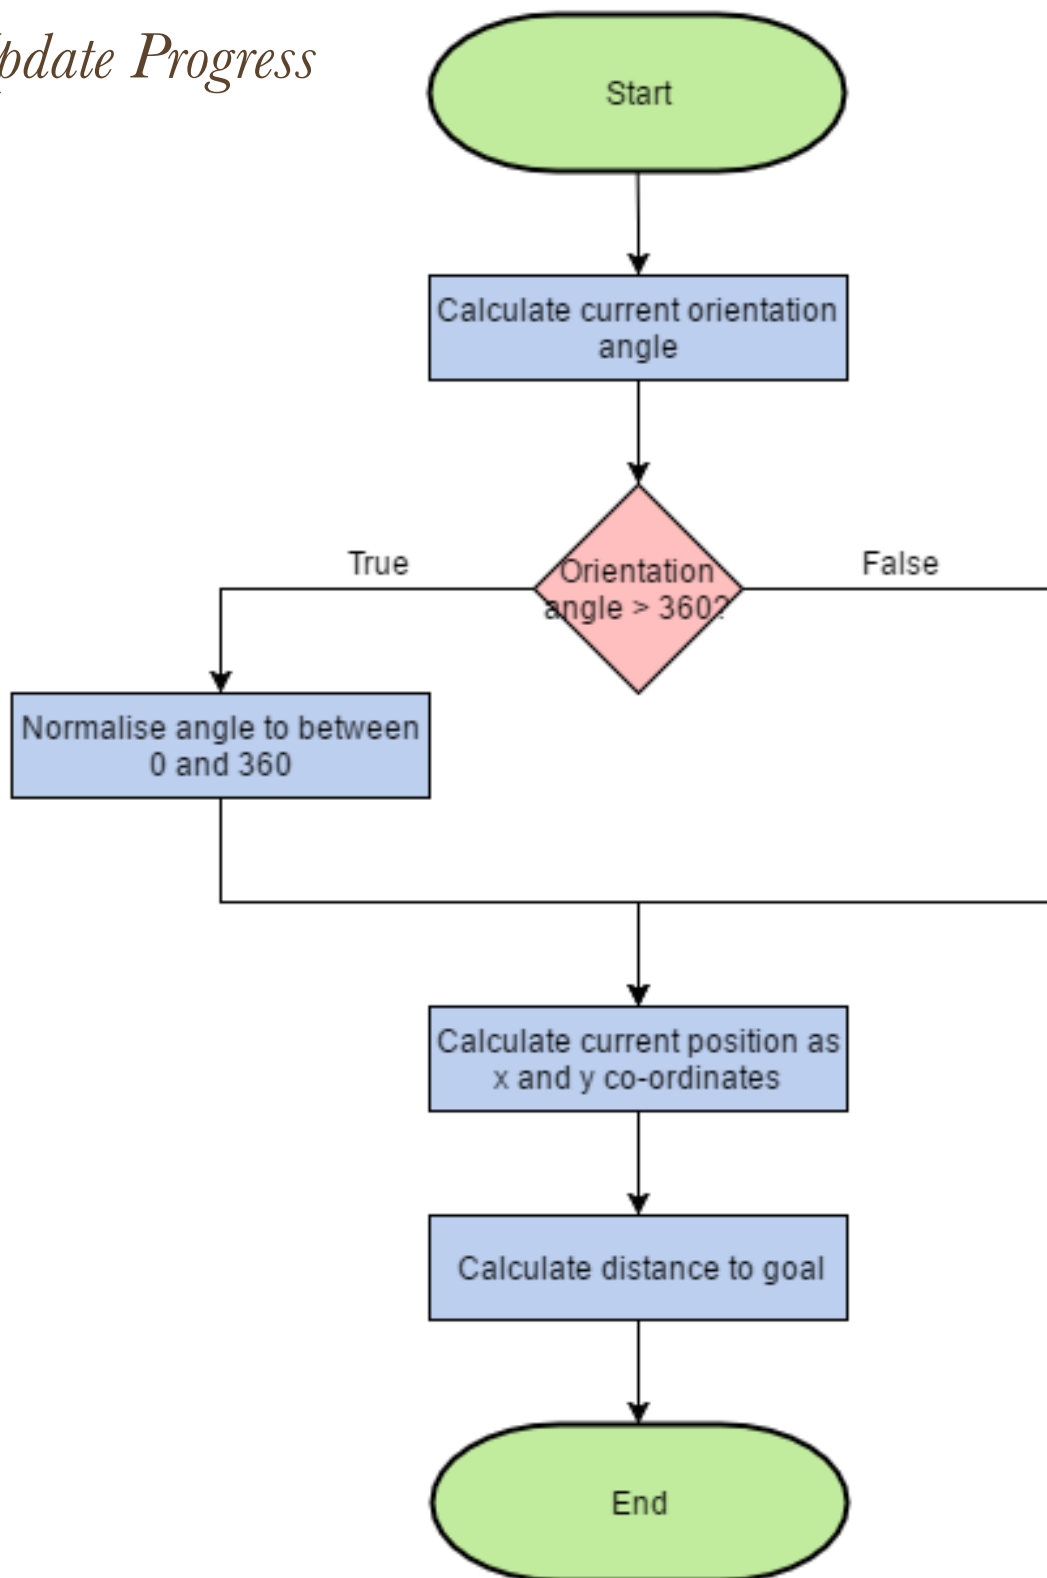 pdate Progress
Start
Calculate current orientation
angle
True
Orientation
angle > 360?
False
Normalise angle to between
0 and 360
Calculate current position as
x and y co-ordinates
Calculate distance to goal
End